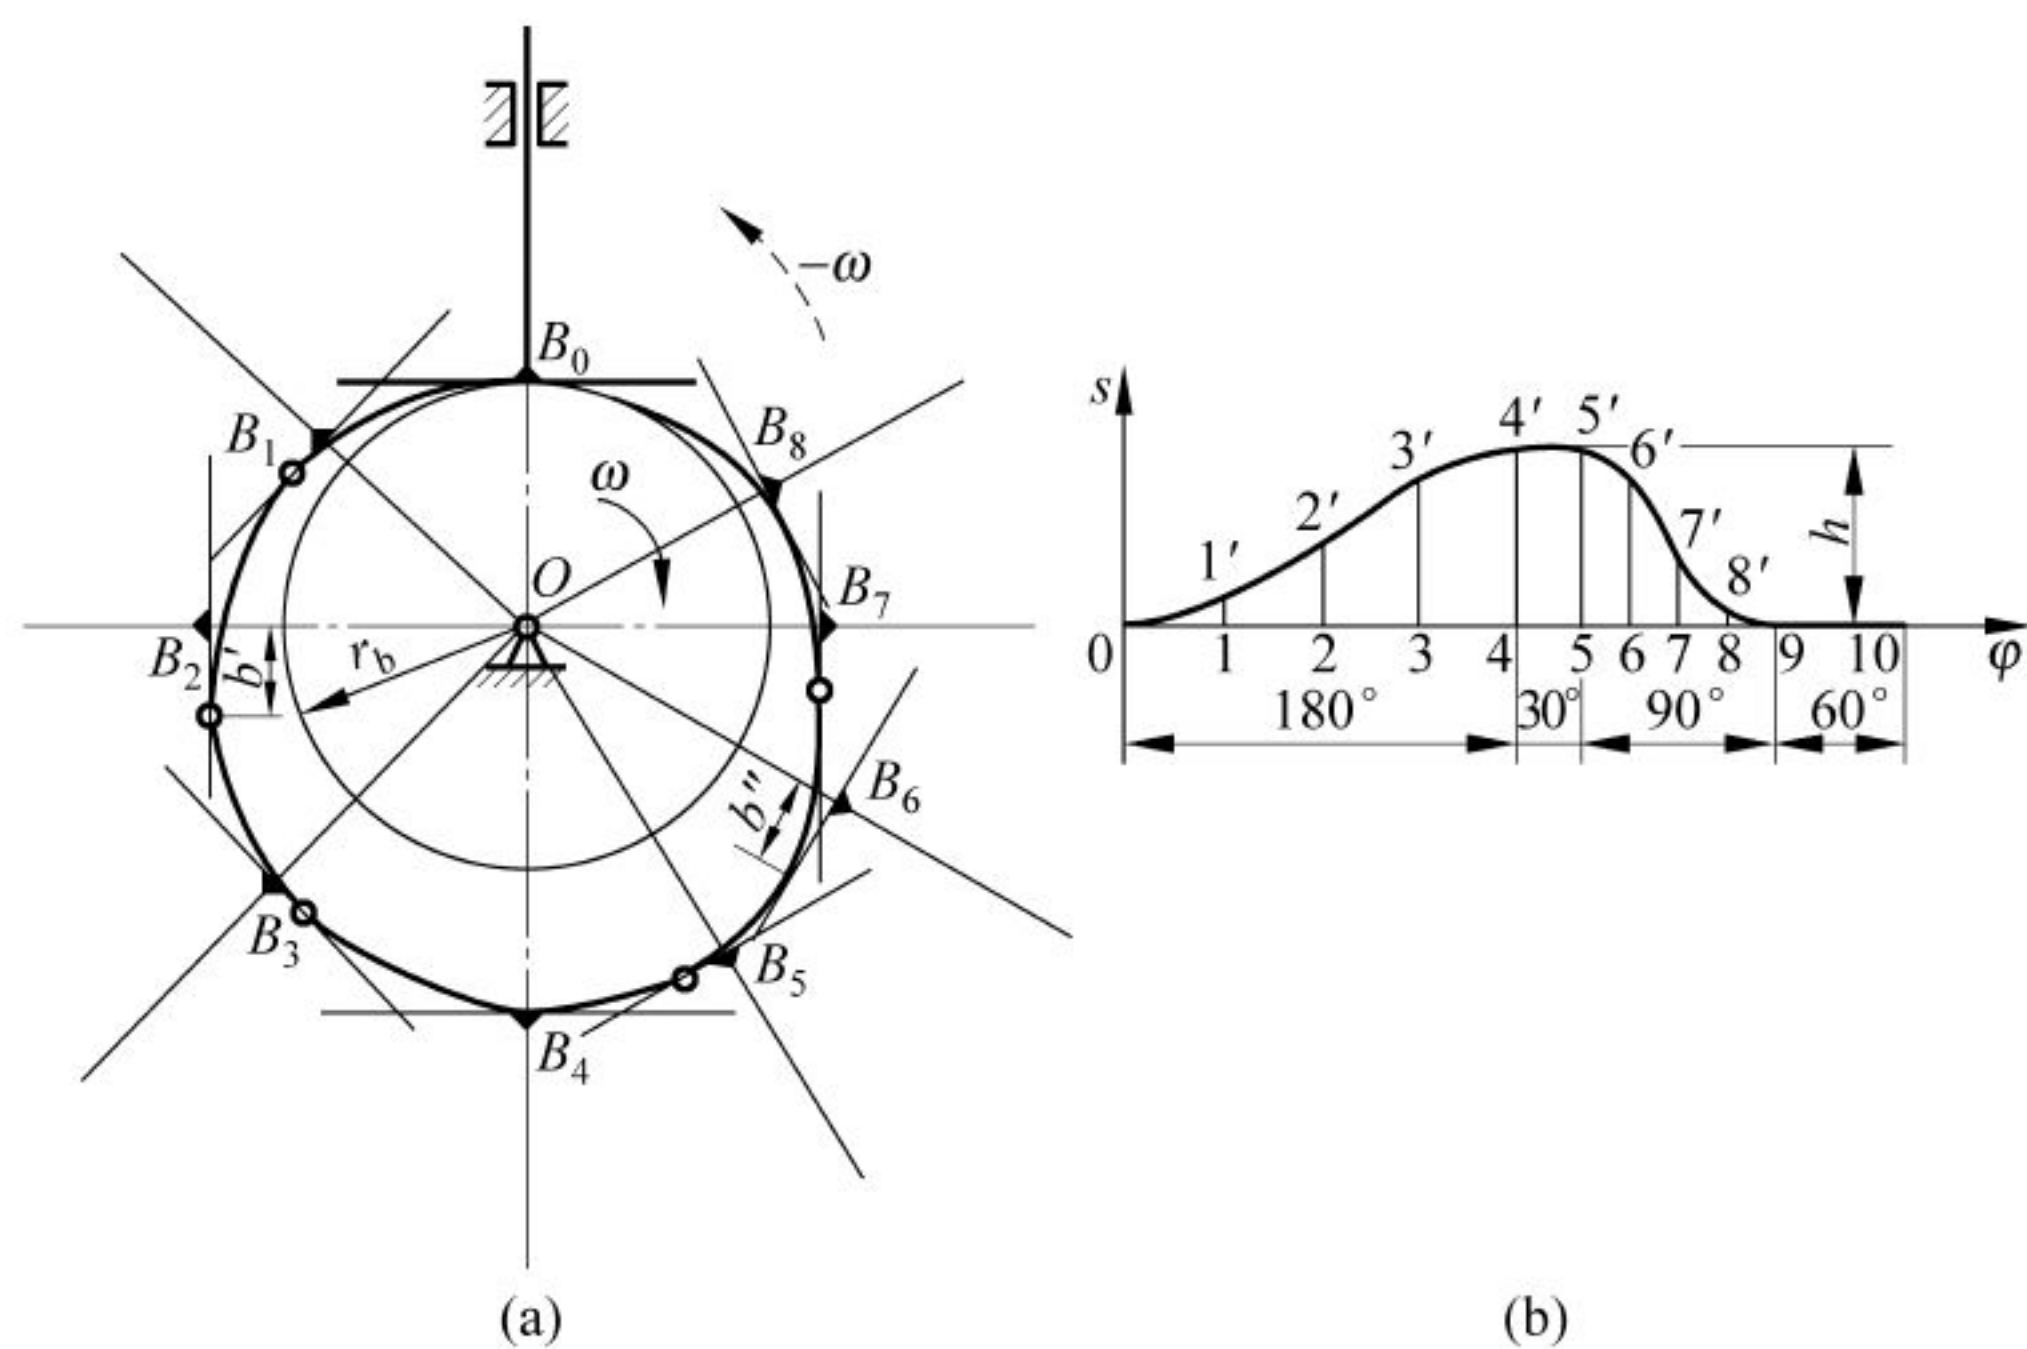 B₀
−ω
B₁
B₈
ω
O
B₇
B₂
b′
r_b
B₆
b″
B₃
B₅
B₄
(a)
s
1′ 2′ 3′ 4′ 5′ 6′ 7′ 8′
h
0 1 2 3 4 5 6 7 8 9 10 φ
180° 30° 90° 60°
(b)